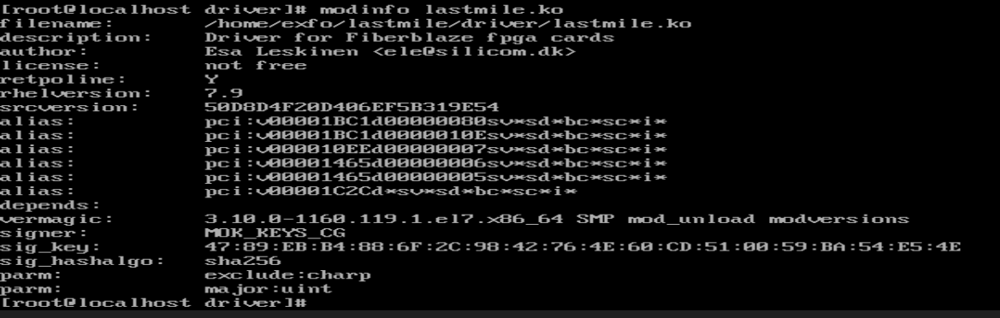 [root@localhost driver]# modinfo lastmile.ko
filename:       /home/exfo/lastmile/driver/lastmile.ko
description:    Driver for Fiberblaze fpga cards
author:         Esa Leskinen <ele@silicom.dk>
license:        not free
retpoline:      Y
rhelversion:    7.9
srcversion:     50D8D4F20D406EF5B319E54
alias:          pci:v00001BC1d00000080sv*sd*bc*sc*i*
alias:          pci:v00001BC1d0000010Esv*sd*bc*sc*i*
alias:          pci:v000010EEd00000007sv*sd*bc*sc*i*
alias:          pci:v00001465d00000006sv*sd*bc*sc*i*
alias:          pci:v00001465d00000005sv*sd*bc*sc*i*
alias:          pci:v00001C2Cd*sv*sd*bc*sc*i*
depends:
vermagic:       3.10.0-1160.119.1.el7.x86_64 SMP mod_unload modversions
signer:         MOK_KEYS_CG
sig_key:        47:89:EB:B4:88:6F:2C:98:42:76:4E:60:CD:51:00:59:BA:54:E5:4E
sig_hashalgo:   sha256
parm:           exclude:charp
parm:           major:uint
[root@localhost driver]#